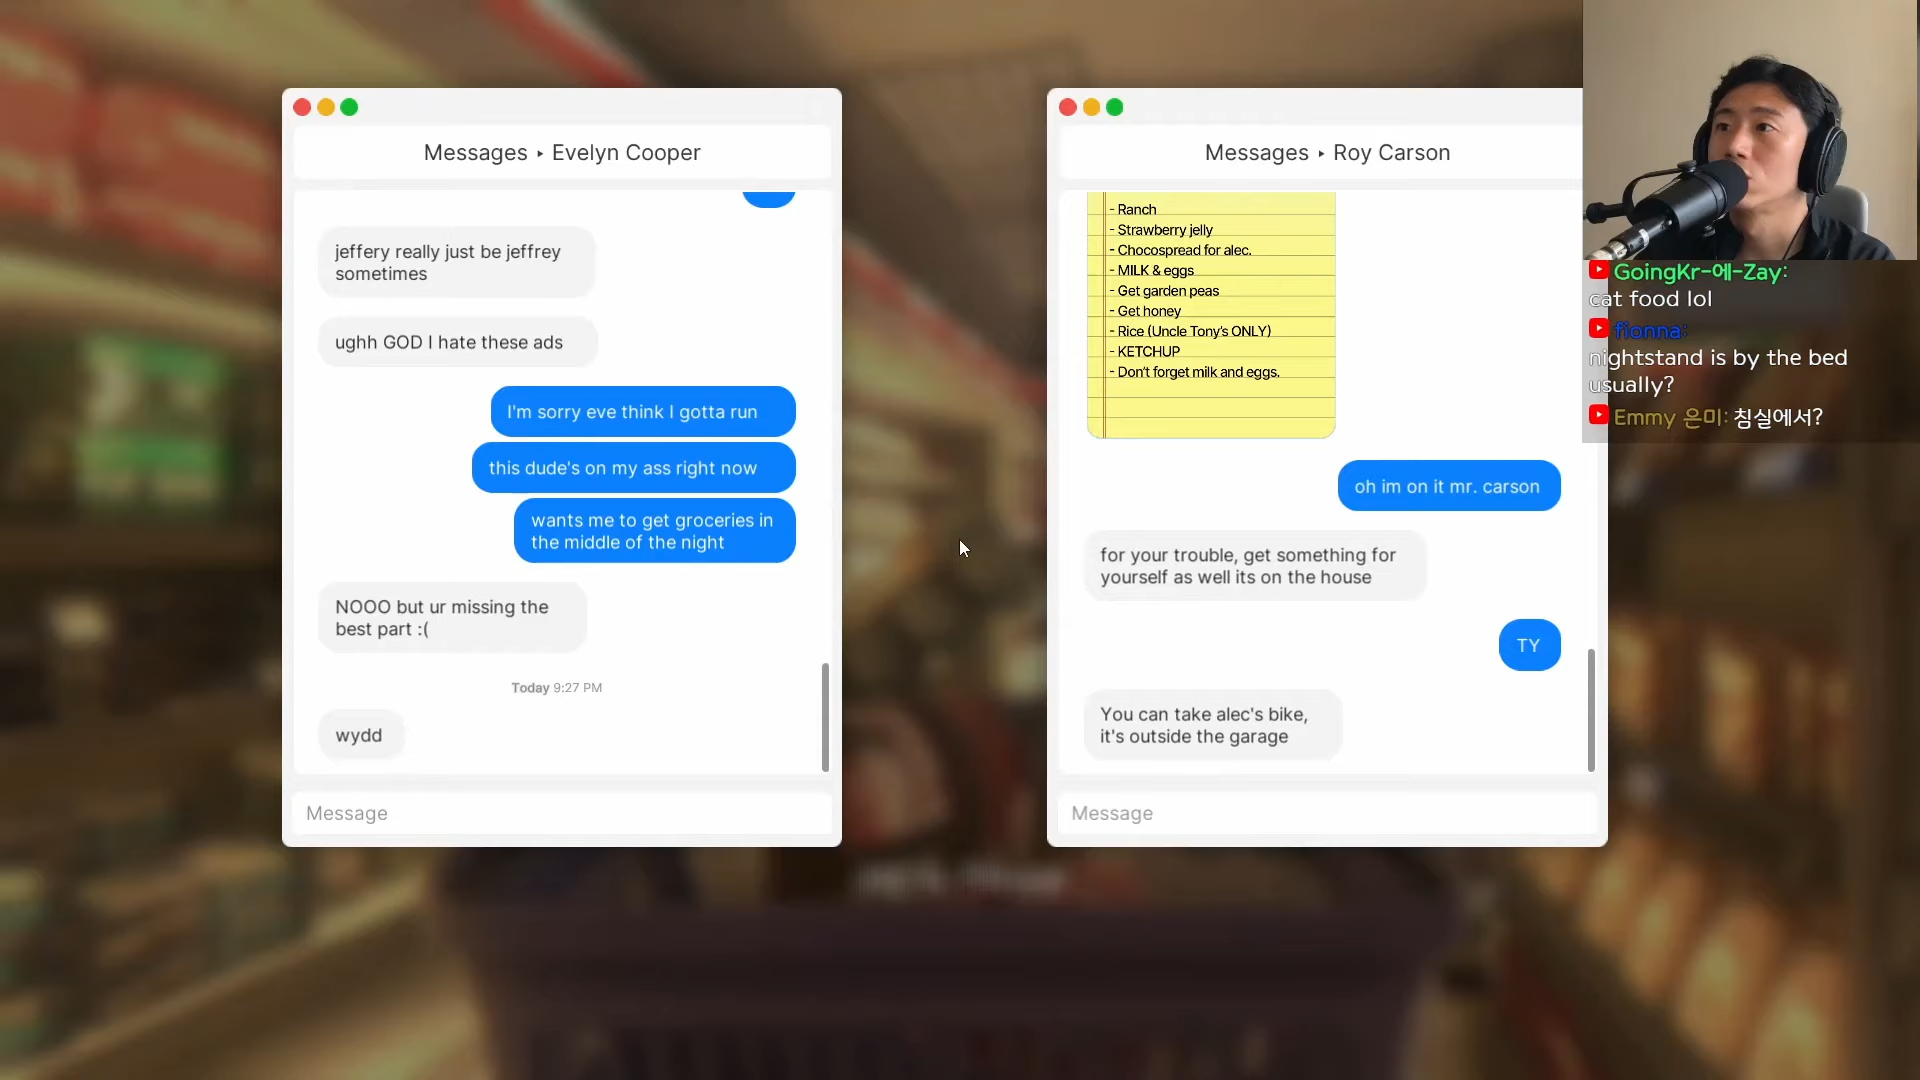 Messages ▸ Evelyn Cooper
jeffery really just be jeffrey
sometimes
ughh GOD I hate these ads
I'm sorry eve think I gotta run
this dude's on my ass right now
wants me to get groceries in
the middle of the night
NOOO but ur missing the
best part :(
Today 9:27 PM
wydd
Message
Messages ▸ Roy Carson
- Ranch
- Strawberry jelly
- Chocospread for alec.
- MILK & eggs
- Get garden peas
- Get honey
- Rice (Uncle Tony's ONLY)
- KETCHUP
- Don't forget milk and eggs.
oh im on it mr. carson
for your trouble, get something for
yourself as well its on the house
TY
You can take alec's bike,
it's outside the garage
Message
GoingKr-에-Zay:
cat food lol
fionna:
nightstand is by the bed
usually?
Emmy 은미: 침실에서?